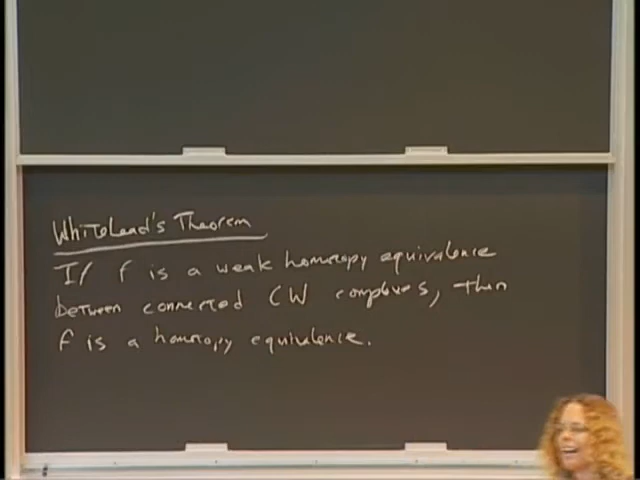 Whitehead's Theorem
If f is a weak homotopy equivalence
between connected CW complexes, then
f is a homotopy equivalence.